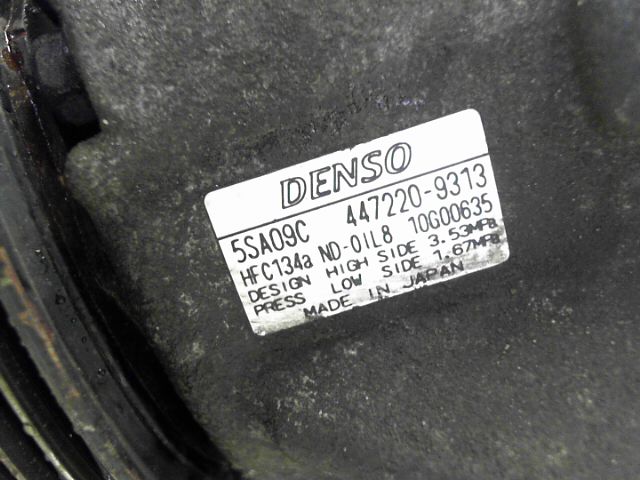 DENSO
5SA09C 447220-9313
HFC134a ND-OIL8 10G00635
DESIGN HIGH SIDE 3.53MPa
PRESS LOW SIDE 1.67MPa
MADE IN JAPAN